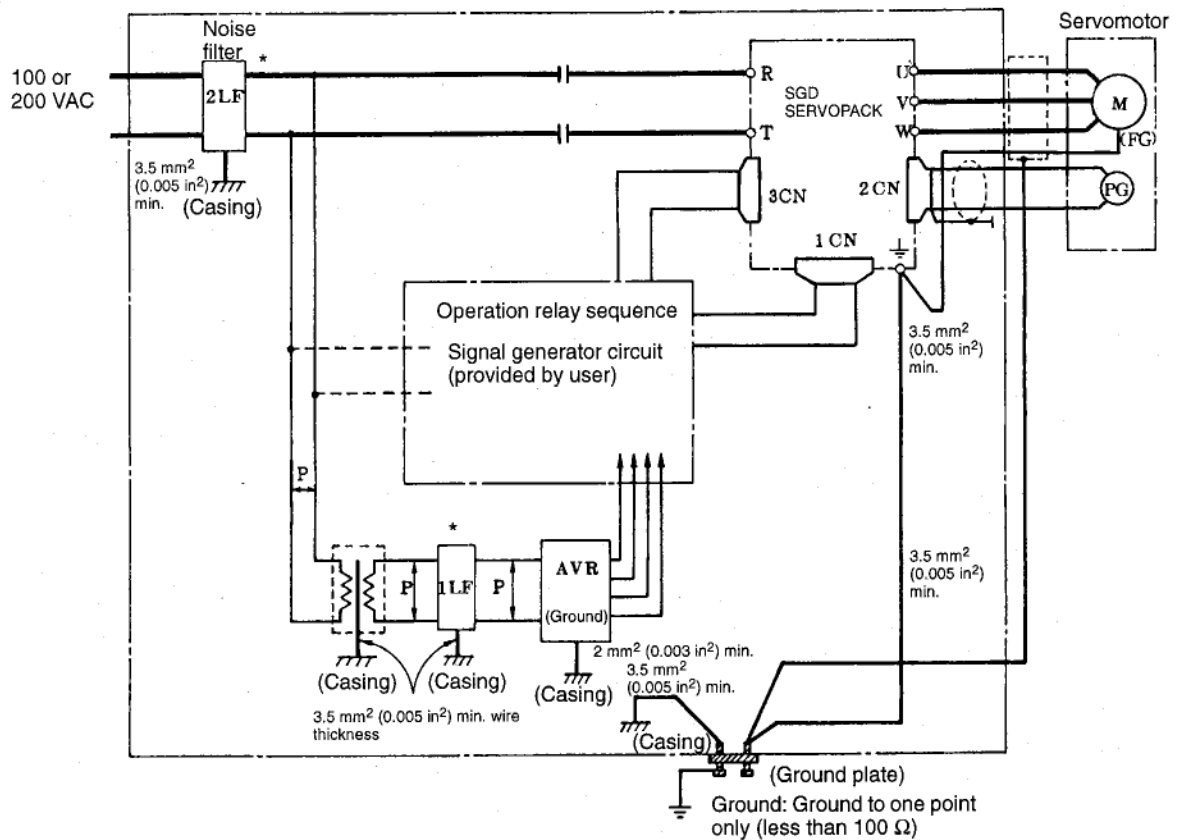 Noise
filter
*
Servomotor
100 or
200 VAC
2LF
R
SGD
SERVOPACK
U
V
W
T
M
(FG)
3.5 mm²
(0.005 in²)
min.
(Casing)
3CN
2 CN
PG
1 CN
Operation relay sequence
Signal generator circuit
(provided by user)
3.5 mm²
(0.005 in²)
min.
P
*
P
1LF
P
AVR
(Ground)
3.5 mm²
(0.005 in²)
min.
2 mm² (0.003 in²) min.
3.5 mm²
(0.005 in²) min.
(Casing)
(Casing)
(Casing)
3.5 mm² (0.005 in²) min. wire
thickness
(Casing)
(Ground plate)
Ground: Ground to one point
only (less than 100 Ω)